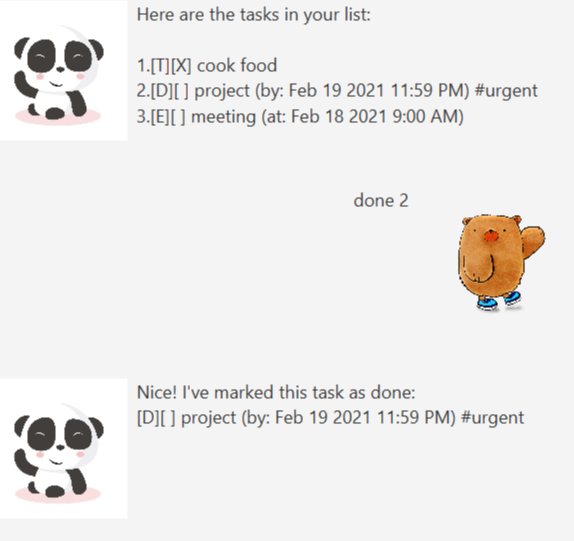 Here are the tasks in your list:
1.[T][X] cook food
2.[D][ ] project (by: Feb 19 2021 11:59 PM) #urgent
3.[E][ ] meeting (at: Feb 18 2021 9:00 AM)
done 2
Nice! I've marked this task as done:
[D][ ] project (by: Feb 19 2021 11:59 PM) #urgent